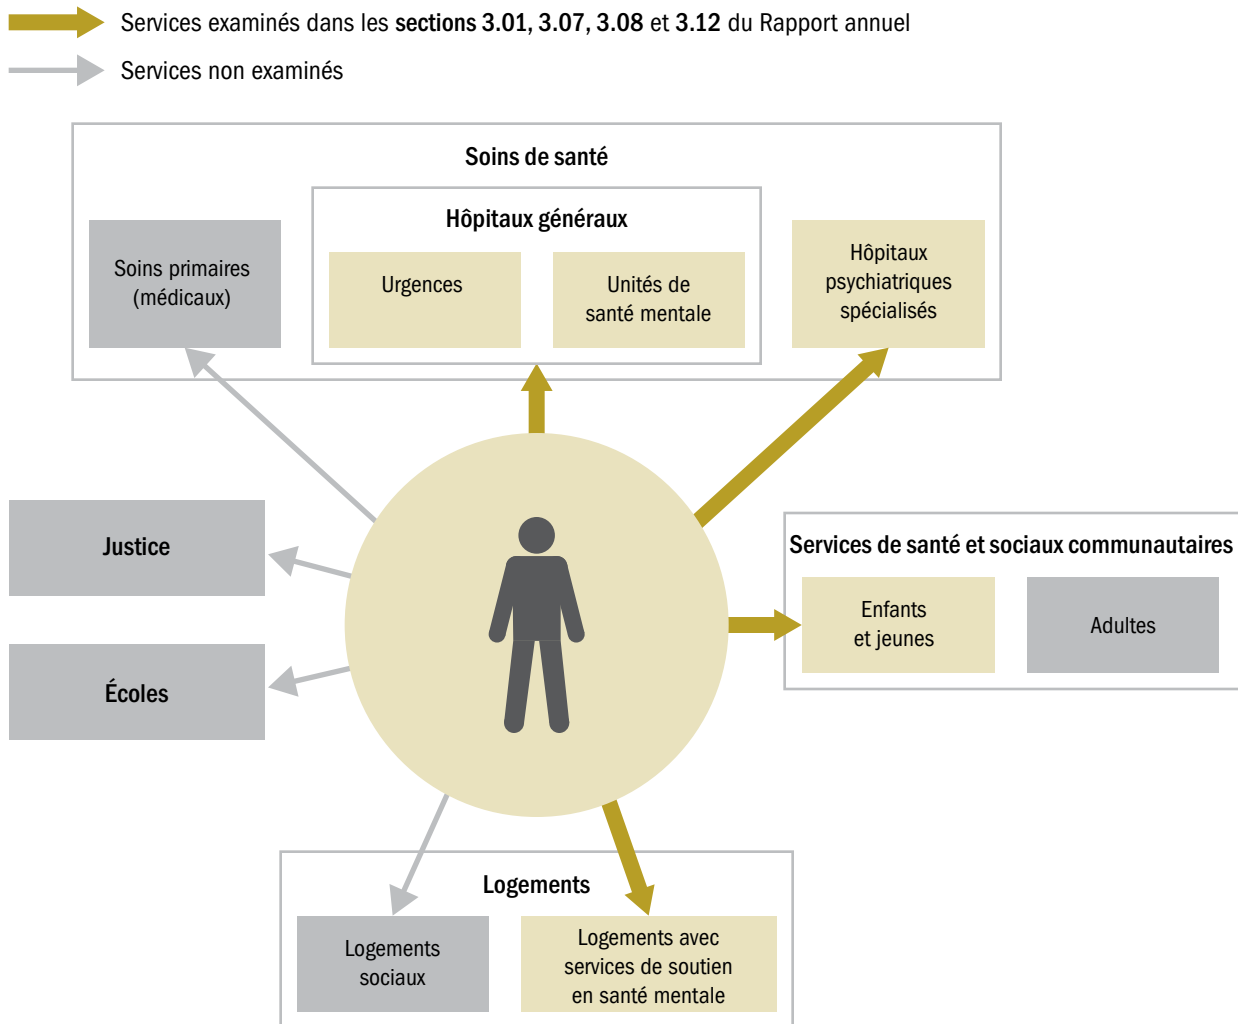 Services examinés dans les sections 3.01, 3.07, 3.08 et 3.12 du Rapport annuel
Services non examinés
Soins de santé
Hôpitaux généraux
Soins primaires
(médicaux)
Urgences
Unités de
santé mentale
Hôpitaux
psychiatriques
spécialisés
Justice
Écoles
Services de santé et sociaux communautaires
Enfants
et jeunes
Adultes
Logements
Logements
sociaux
Logements avec
services de soutien
en santé mentale